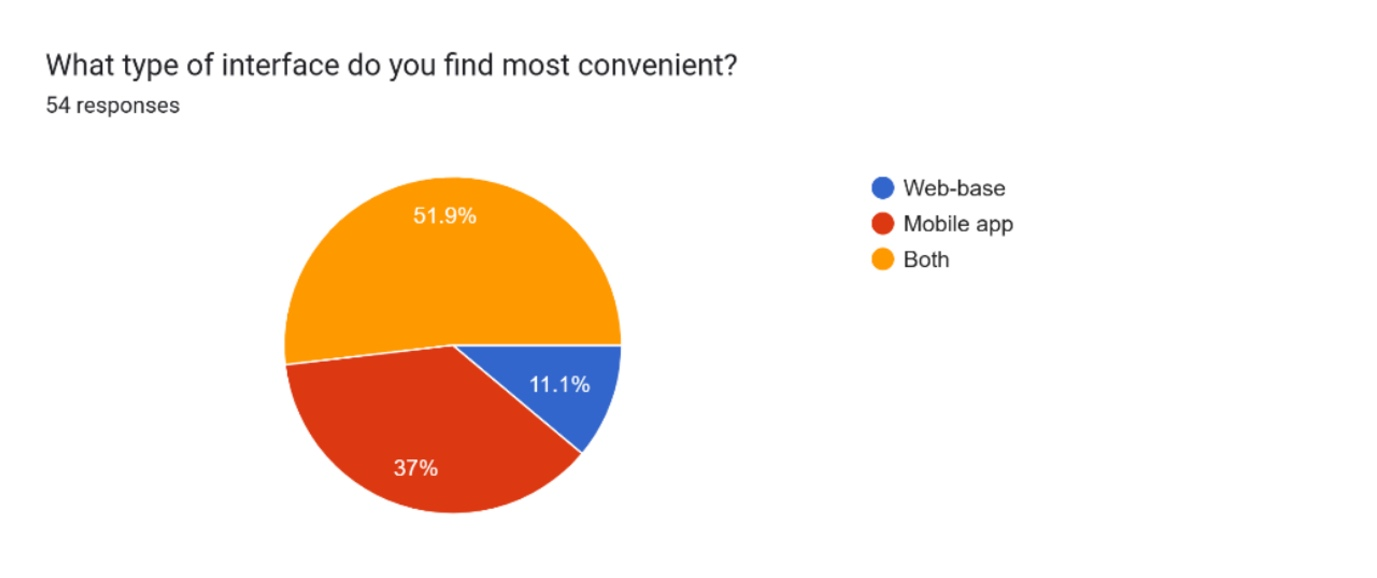 What type of interface do you find most convenient?
54 responses
51.9%
11.1%
37%
Web-base
Mobile app
Both